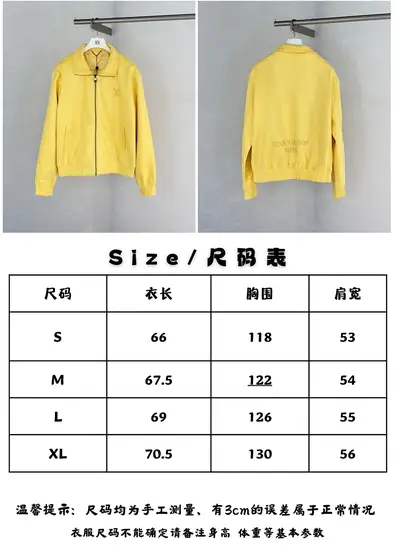 Size/尺码表
尺码 衣长 胸围 肩宽
S 66 118 53
M 67.5 122 54
L 69 126 55
XL 70.5 130 56
温馨提示：尺码均为手工测量、有3cm的误差属于正常情况
衣服尺码不能确定请备注身高 体重等基本参数